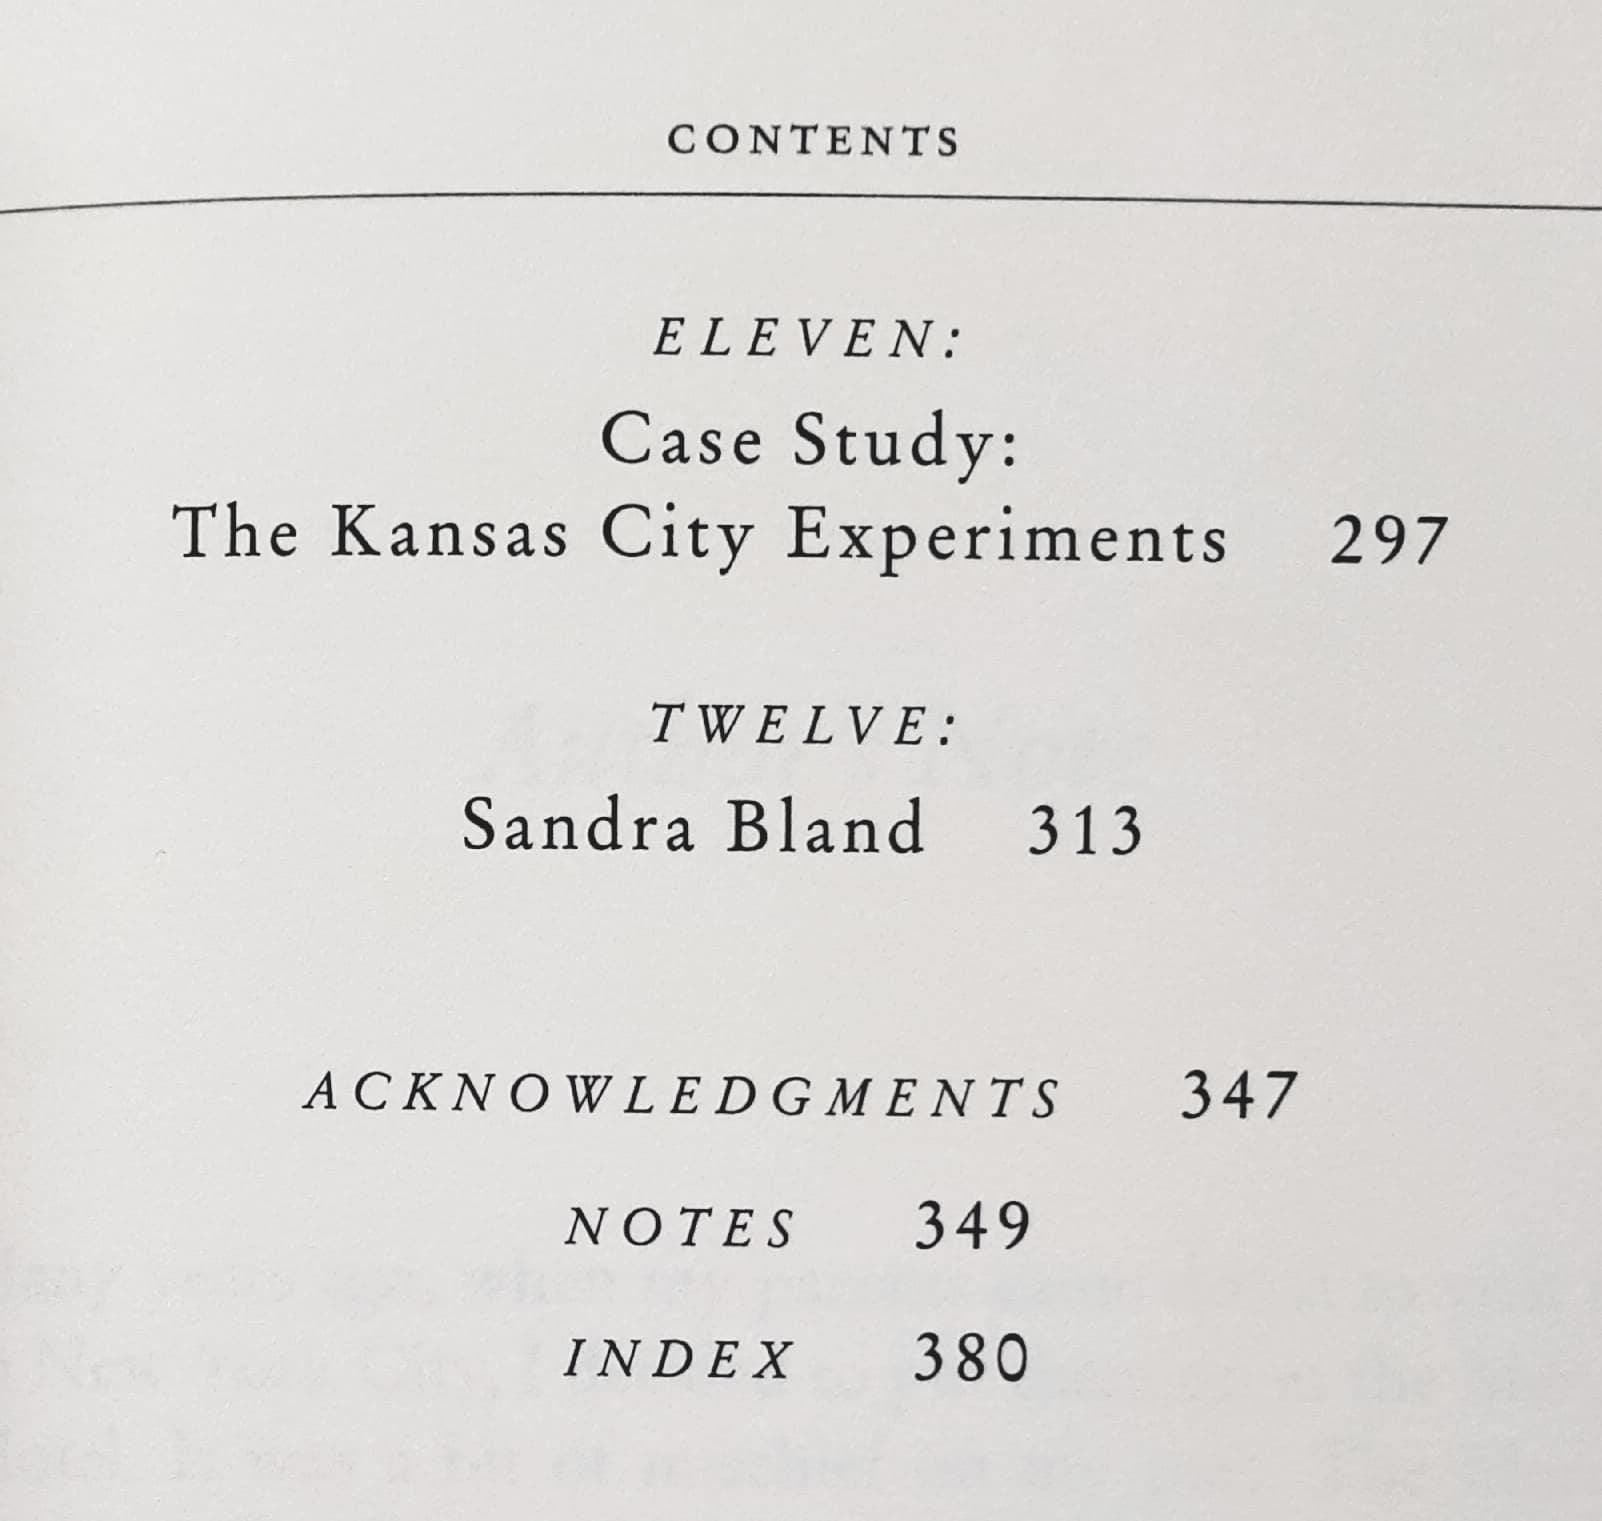 CONTENTS
ELEVEN:
Case Study:
The Kansas City Experiments 297
TWELVE:
Sandra Bland 313
ACKNOWLEDGMENTS 347
NOTES 349
INDEX 380